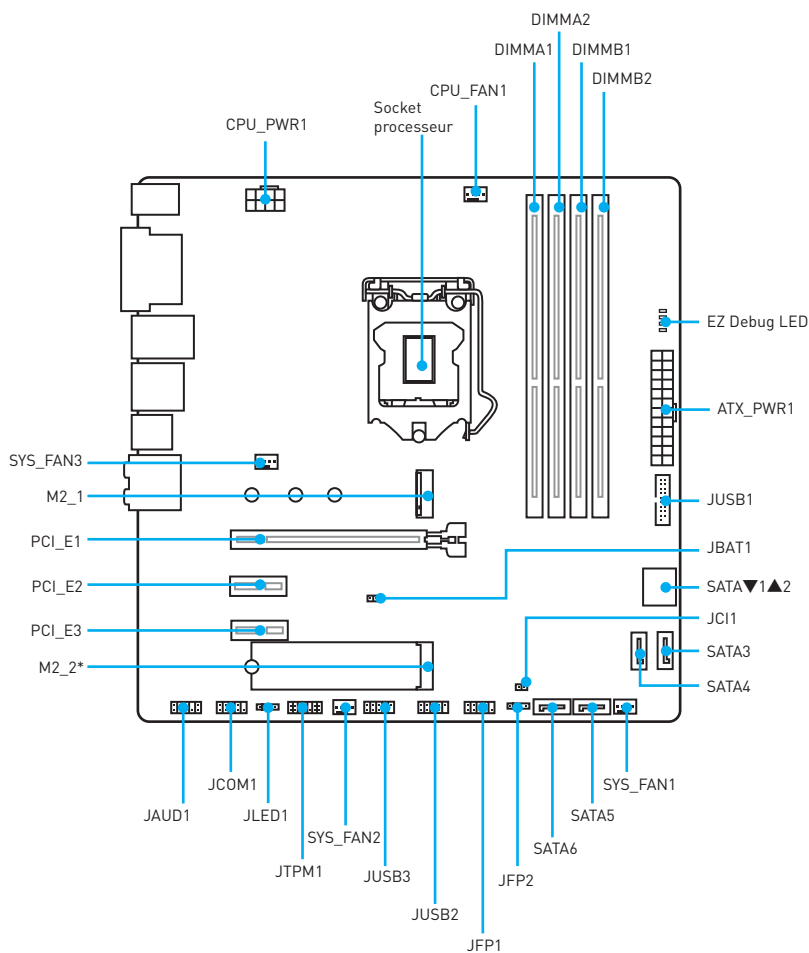 DIMMA2
DIMMA1
DIMMB1
DIMMB2
CPU_FAN1
Socket
processeur
CPU_PWR1
EZ Debug LED
ATX_PWR1
SYS_FAN3
M2_1
JUSB1
PCI_E1
JBAT1
PCI_E2
SATA▼1▲2
JCI1
PCI_E3
SATA3
M2_2*
SATA4
JCOM1
SYS_FAN1
JAUD1
JLED1
SATA5
SYS_FAN2
SATA6
JTPM1
JUSB3
JFP2
JUSB2
JFP1